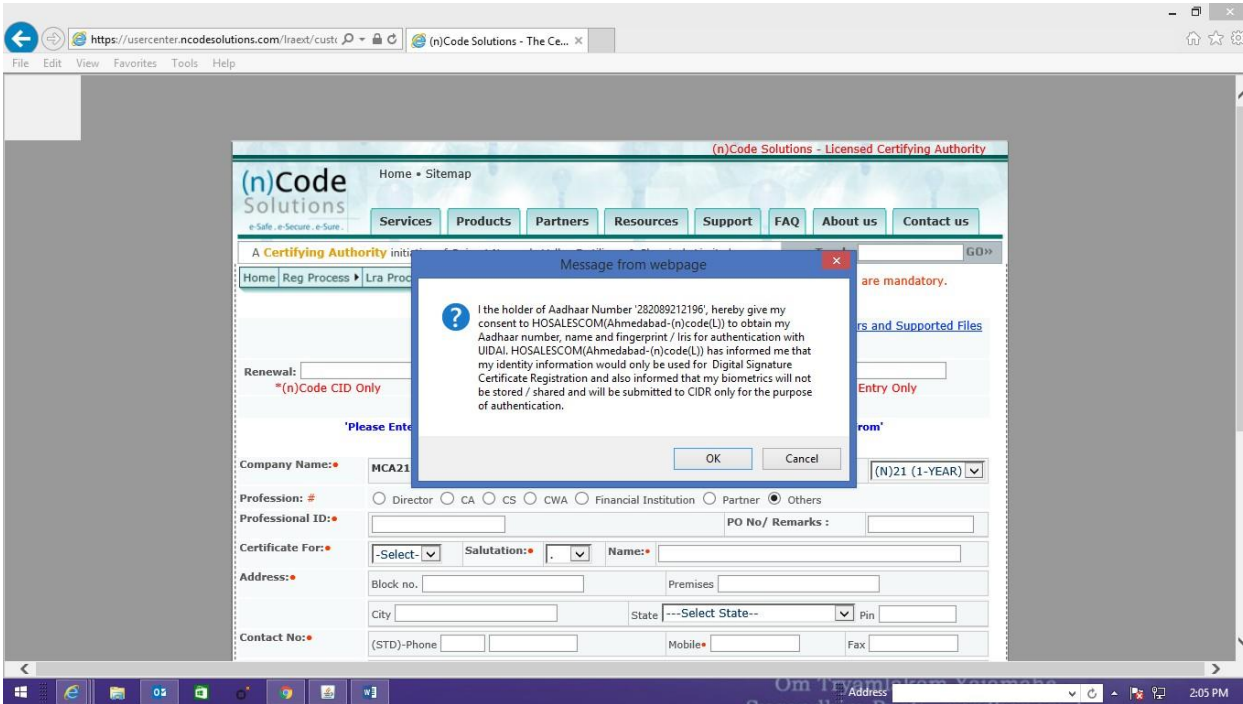 https://usercenter.ncodesolutions.com/lraext/cust
(n)Code Solutions - The Ce...
File Edit View Favorites Tools Help
(n)Code Solutions - Licensed Certifying Authority
(n)Code
Solutions
e-Safe.e-Secure.e-Sure.
Home • Sitemap
Services Products Partners Resources Support FAQ About us Contact us
A Certifying Authority
GO»
Home Reg Process Lra Proc
are mandatory.
Message from webpage
I the holder of Aadhaar Number '282089212196', hereby give my
consent to HOSALESCOM(Ahmedabad-(n)code(L)) to obtain my
Aadhaar number, name and fingerprint / Iris for authentication with
UIDAI. HOSALESCOM(Ahmedabad-(n)code(L)) has informed me that
my identity information would only be used for Digital Signature
Certificate Registration and also informed that my biometrics will not
be stored / shared and will be submitted to CIDR only for the purpose
of authentication.
OK Cancel
rs and Supported Files
Renewal:
*(n)Code CID Only
Entry Only
'Please Ente
rom'
Company Name:• MCA21 (N)21 (1-YEAR)
Profession: # Director CA CS CWA Financial Institution Partner Others
Professional ID:• PO No/ Remarks :
Certificate For:• -Select- Salutation:• . Name:•
Address:• Block no. Premises
City State ---Select State-- Pin
Contact No:• (STD)-Phone Mobile• Fax
Om
Address
2:05 PM